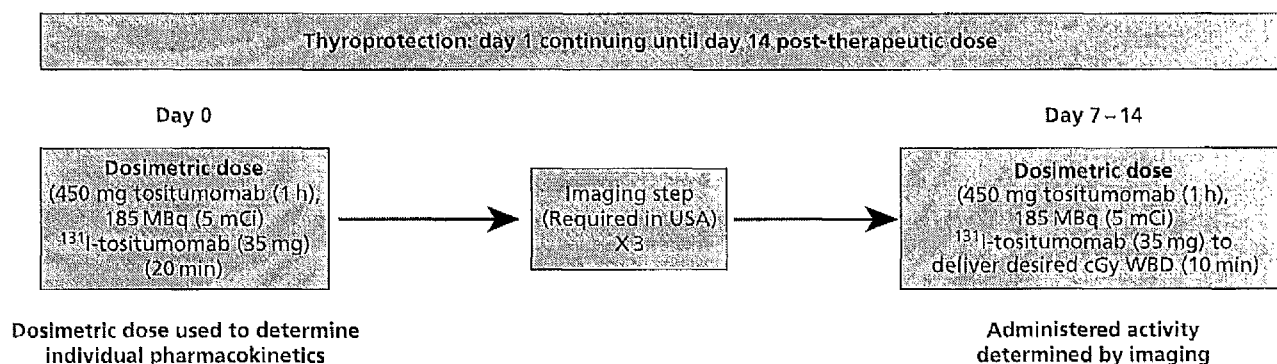 Thyroprotection: day 1 continuing until day 14 post-therapeutic dose
Day 0
Dosimetric dose
(450 mg tositumomab (1 h),
185 MBq (5 mCi)
¹³¹I-tositumomab (35 mg)
(20 min)
Dosimetric dose used to determine
individual pharmacokinetics
Imaging step
(Required in USA)
X3
Day 7–14
Dosimetric dose
(450 mg tositumomab (1 h),
185 MBq (5 mCi)
¹³¹I-tositumomab (35 mg) to
deliver desired cGy WBD (10 min)
Administered activity
determined by imaging